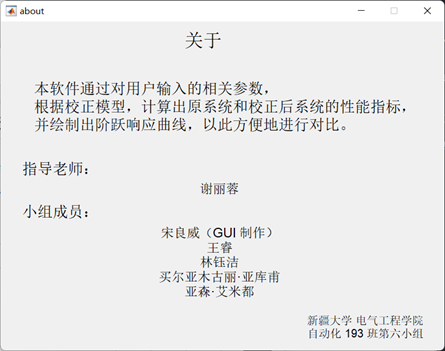 about
关于
本软件通过对用户输入的相关参数，
根据校正模型，计算出原系统和校正后系统的性能指标，
并绘制出阶跃响应曲线，以此方便地进行对比。
指导老师：
谢丽蓉
小组成员：
宋良威（GUI 制作）
王睿
林钰洁
买尔亚木古丽·亚库甫
亚森·艾米都
新疆大学 电气工程学院
自动化 193 班第六小组